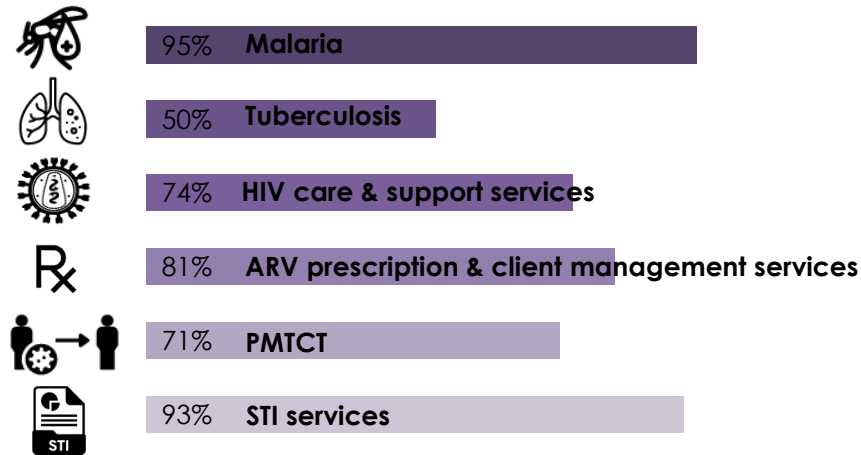 95% Malaria
50% Tuberculosis
74% HIV care & support services
Rx
81% ARV prescription & client management services
71% PMTCT
93% STI services
STI